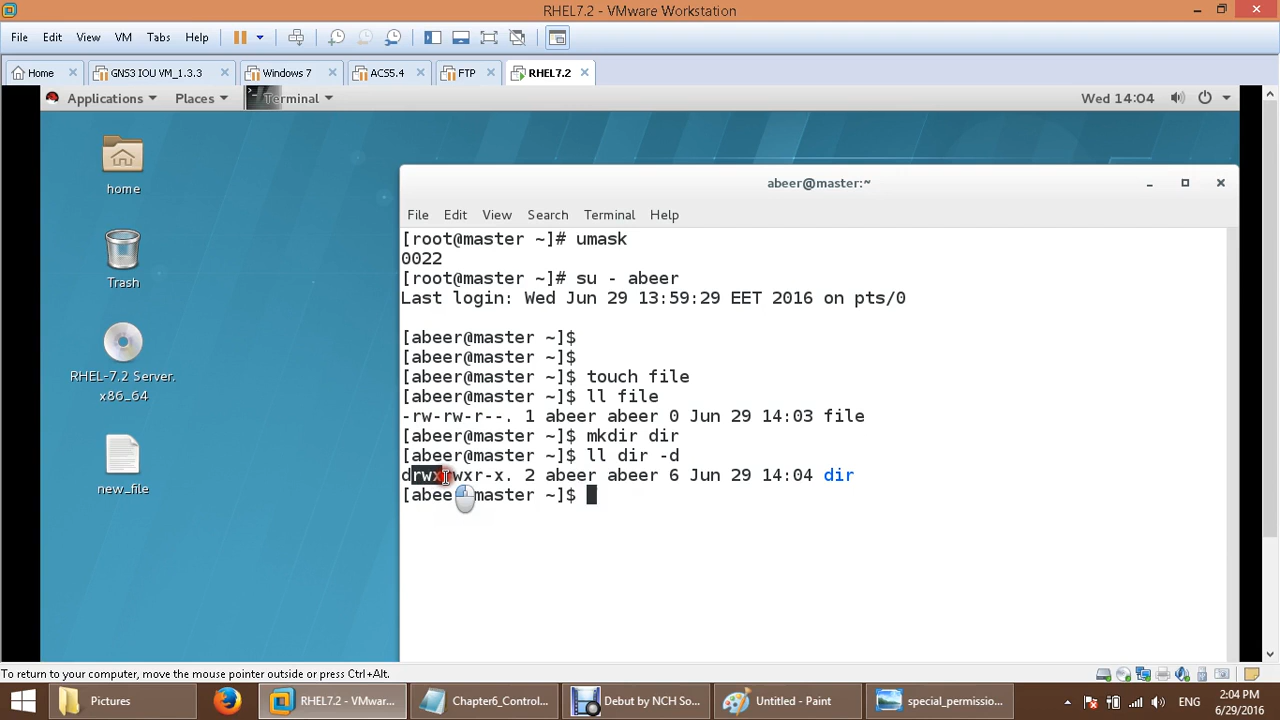 RHEL7.2 - VMware Workstation
File Edit View VM Tabs Help
Home GNS3 IOU VM_1.3.3 Windows 7 ACS5.4 FTP RHEL7.2
Applications Places Terminal Wed 14:04
home
Trash
RHEL-7.2 Server.
x86_64
new_file
abeer@master:~
File Edit View Search Terminal Help
[root@master ~]# umask
0022
[root@master ~]# su - abeer
Last login: Wed Jun 29 13:59:29 EET 2016 on pts/0
[abeer@master ~]$
[abeer@master ~]$
[abeer@master ~]$ touch file
[abeer@master ~]$ ll file
-rw-rw-r--. 1 abeer abeer 0 Jun 29 14:03 file
[abeer@master ~]$ mkdir dir
[abeer@master ~]$ ll dir -d
drwxrwxr-x. 2 abeer abeer 6 Jun 29 14:04 dir
[abeer@master ~]$
To return to your computer, move the mouse pointer outside or press Ctrl+Alt.
Pictures RHEL7.2 - VMwar... Chapter6_Control... Debut by NCH So... Untitled - Paint special_permissio... ENG 2:04 PM
6/29/2016